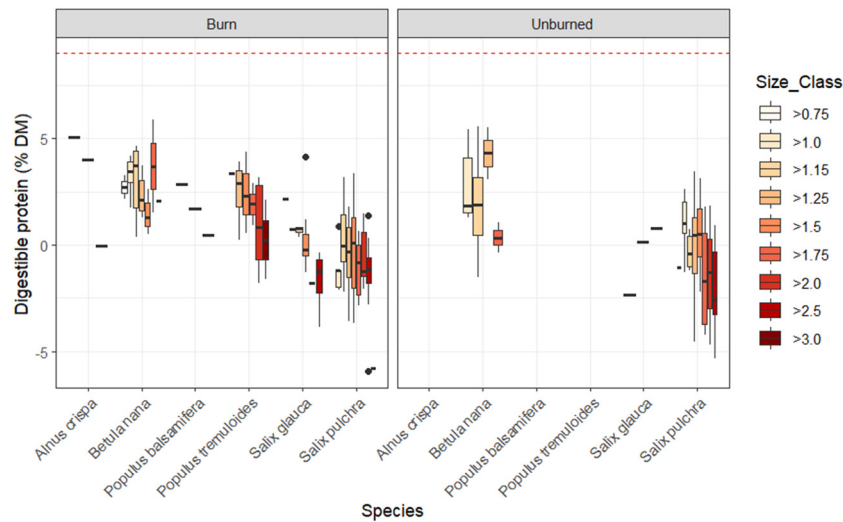 Burn
Unburned
Digestible protein (% DM)
5
0
-5
Alnus crispa
Betula nana
Populus balsamifera
Populus tremuloides
Salix glauca
Salix pulchra
Alnus crispa
Betula nana
Populus balsamifera
Populus tremuloides
Salix glauca
Salix pulchra
Species
Size_Class
>0.75
>1.0
>1.15
>1.25
>1.5
>1.75
>2.0
>2.5
>3.0